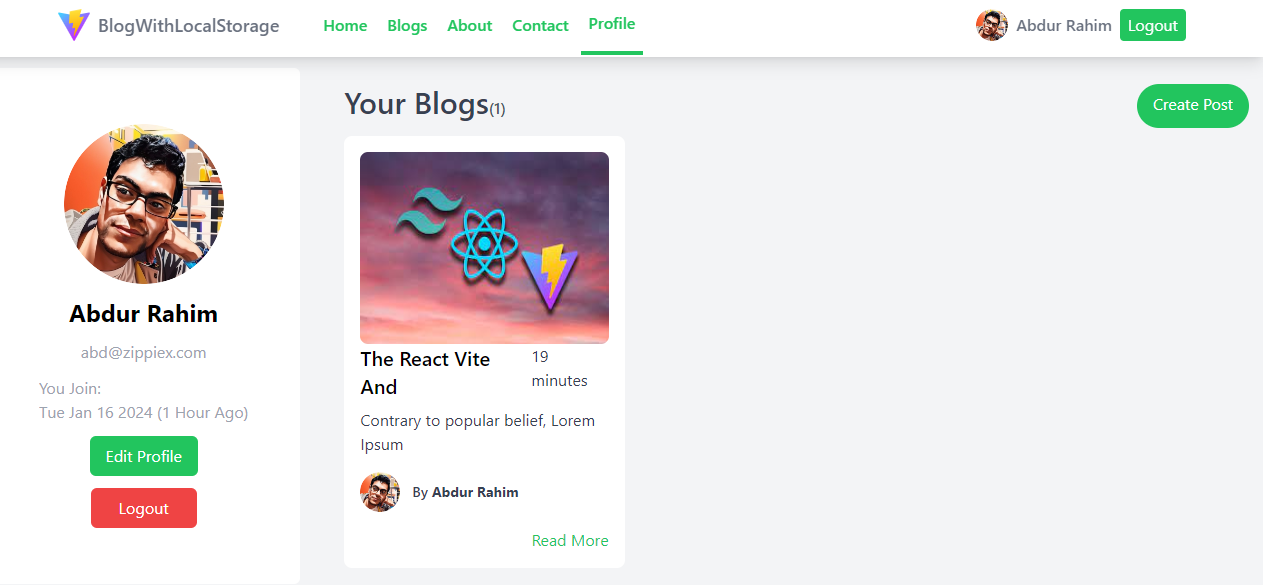 BlogWithLocalStorage
Home
Blogs
About
Contact
Profile
Abdur Rahim
Logout
Abdur Rahim
abd@zippiex.com
You Join:
Tue Jan 16 2024 (1 Hour Ago)
Edit Profile
Logout
Your Blogs(1)
Create Post
The React Vite
And
19
minutes
Contrary to popular belief, Lorem
Ipsum
By Abdur Rahim
Read More